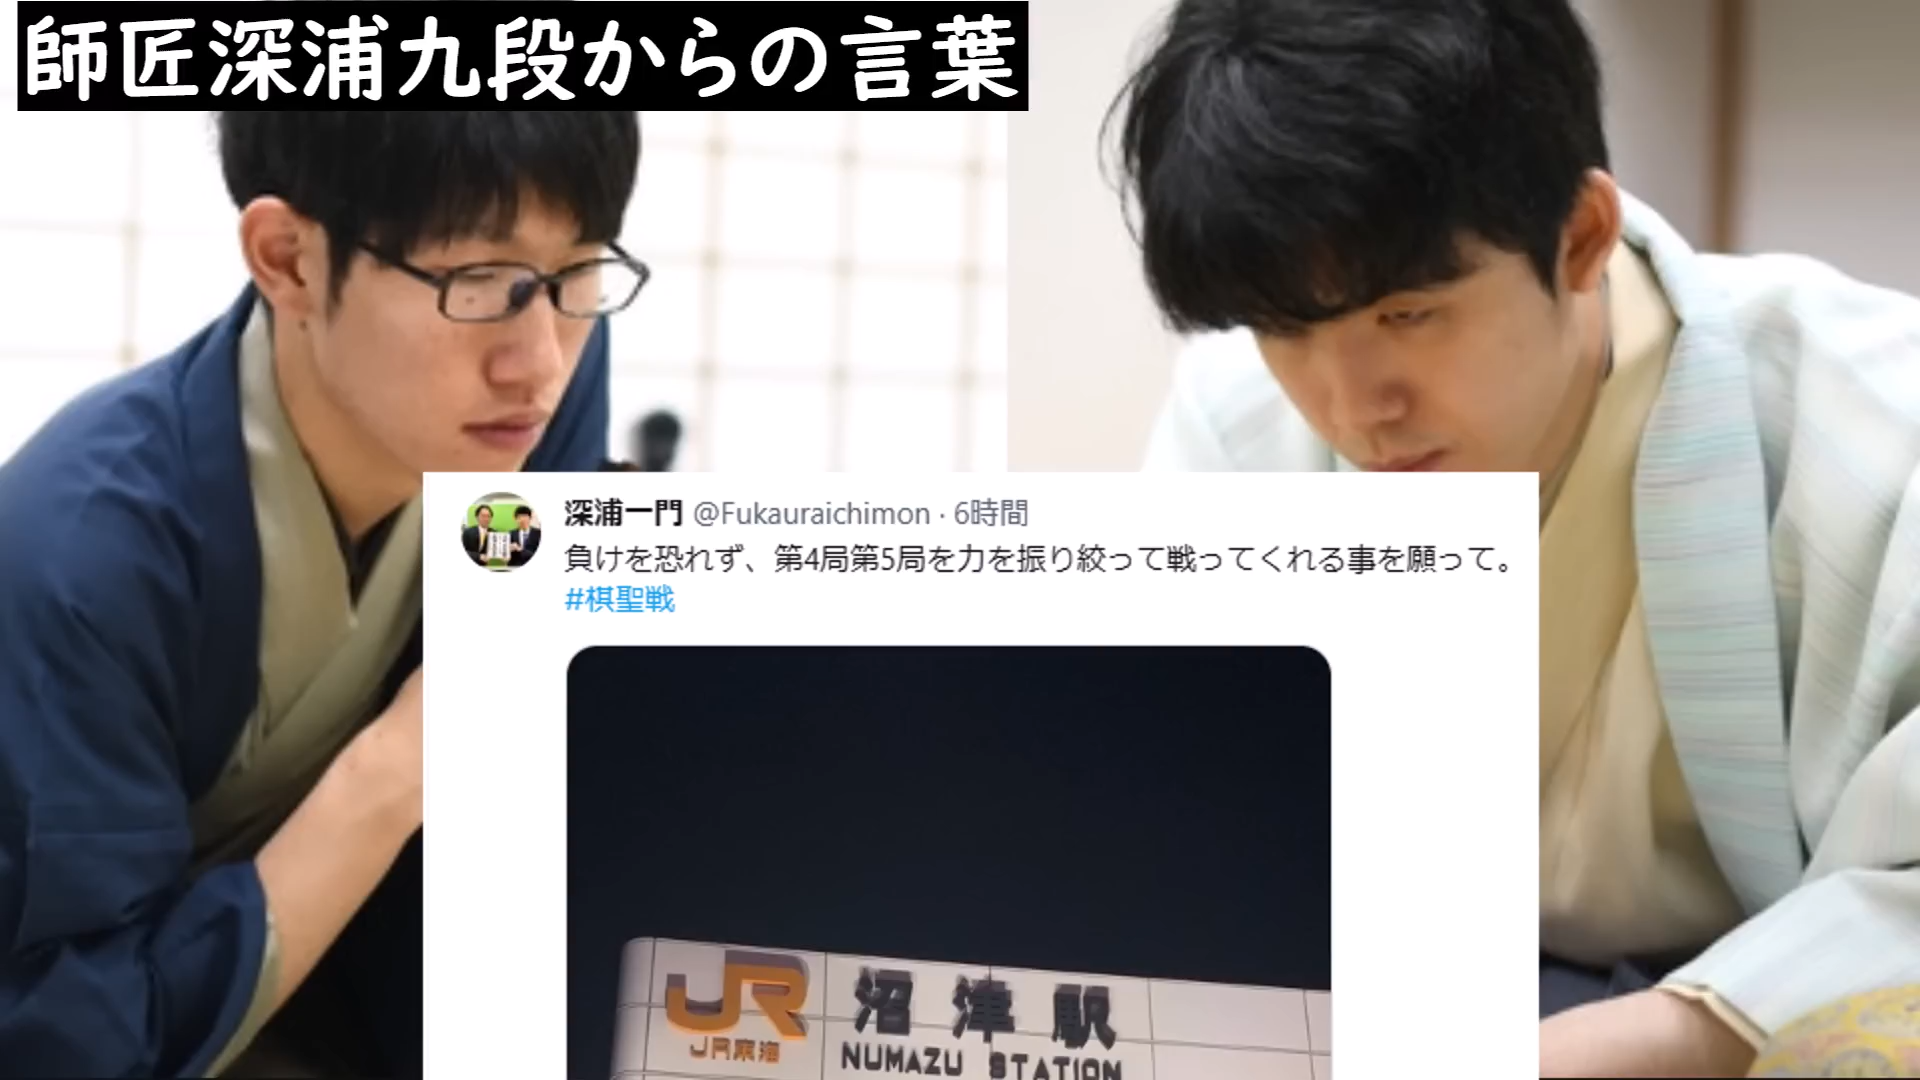 師匠深浦九段からの言葉
深浦一門 @Fukauraichimon · 6時間
負けを恐れず、第4局第5局を力を振り絞って戦ってくれる事を願って。
#棋聖戦
JR 沼津駅
JR東海 NUMAZU STATION